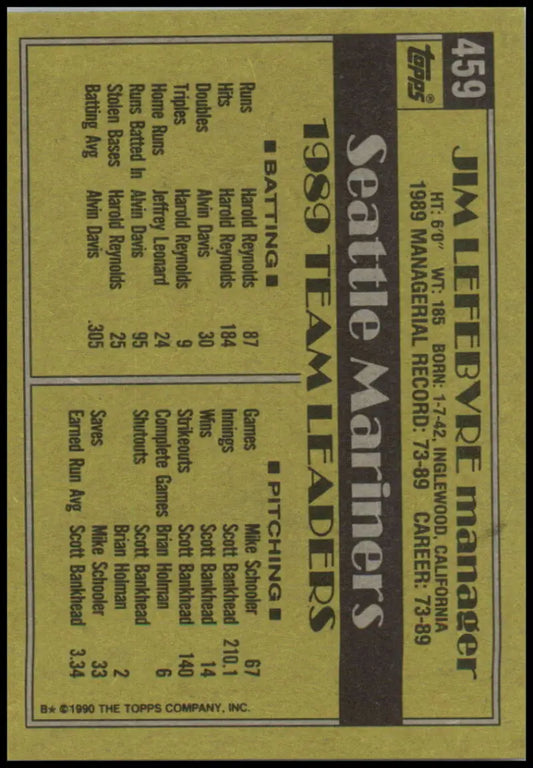 459
topps®
JIM LEFEBVRE manager
HT: 6'0" WT: 185 BORN: 1-7-42, INGLEWOOD, CALIFORNIA
1989 MANAGERIAL RECORD: 73-89 CAREER: 73-89
Seattle Mariners
1989 TEAM LEADERS
■ BATTING ■
Runs Harold Reynolds 87
Hits Harold Reynolds 184
Doubles Alvin Davis 30
Triples Harold Reynolds 9
Home Runs Jeffrey Leonard 24
Runs Batted In Alvin Davis 95
Stolen Bases Harold Reynolds 25
Batting Avg Alvin Davis .305
■ PITCHING ■
Games Mike Schooler 67
Innings Scott Bankhead 210.1
Wins Scott Bankhead 14
Strikeouts Scott Bankhead 140
Complete Games Brian Holman 6
Shutouts Scott Bankhead
Brian Holman 2
Saves Mike Schooler 33
Earned Run Avg Scott Bankhead 3.34
B★ ©1990 THE TOPPS COMPANY, INC.